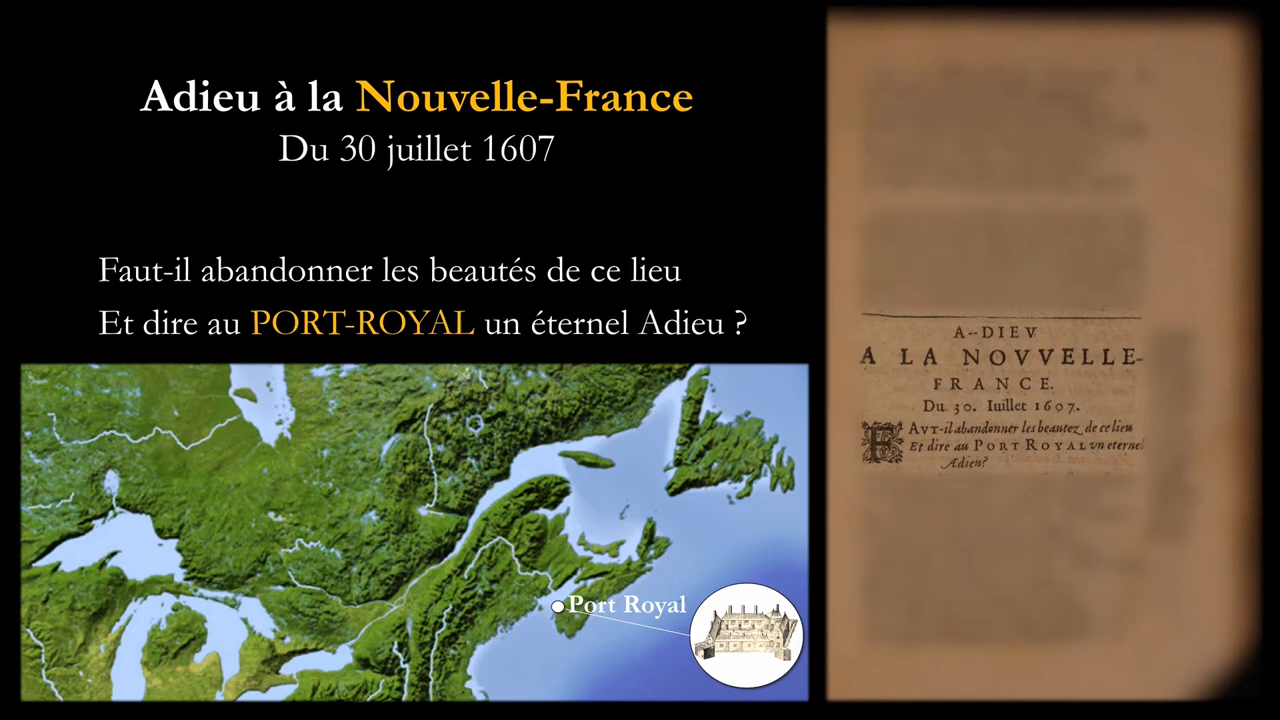 Adieu à la Nouvelle-France
Du 30 juillet 1607
Faut-il abandonner les beautés de ce lieu
Et dire au PORT-ROYAL un éternel Adieu ?
Port Royal
A--DIEV
A LA NOVVELLE-
FRANCE.
Du 30. Iuillet 1607.
FAVT-il abandonner les beautez de ce lieu
Et dire au PORT ROYAL vn eternel
Adieu?